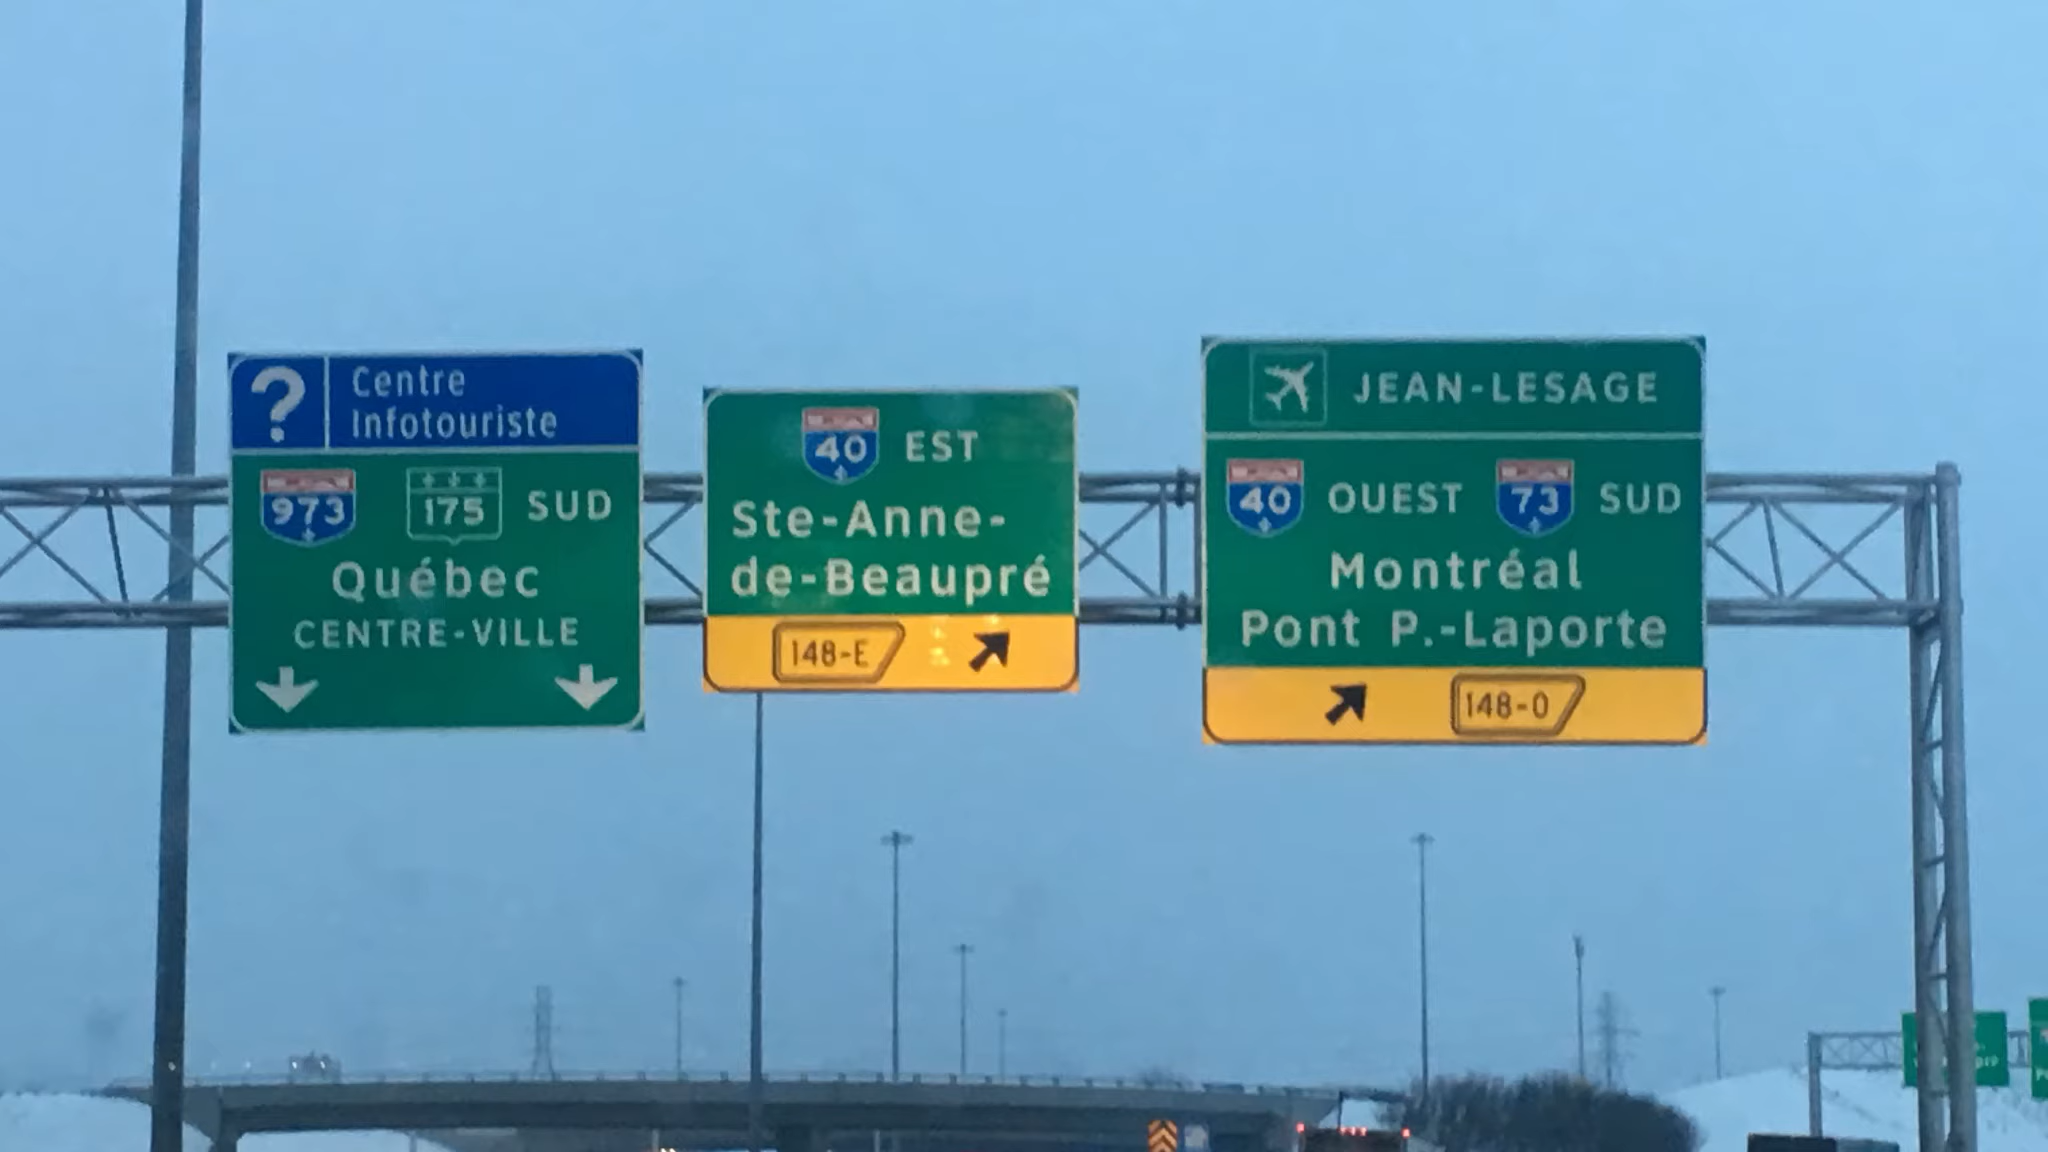 ?
Centre
Infotouriste
973 175 SUD
Québec
CENTRE-VILLE
40 EST
Ste-Anne-
de-Beaupré
148-E
JEAN-LESAGE
40 OUEST 73 SUD
Montréal
Pont P.-Laporte
148-O